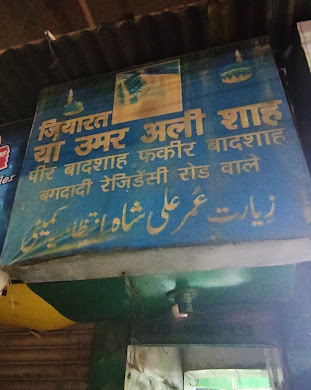 जियारत
या उमर अली शाह
पीर बादशाह फकीर बादशाह
बगदादी रेजिडेंसी रोड वाले
زیارت عمر علی شاہ انتظامیہ کمیٹی